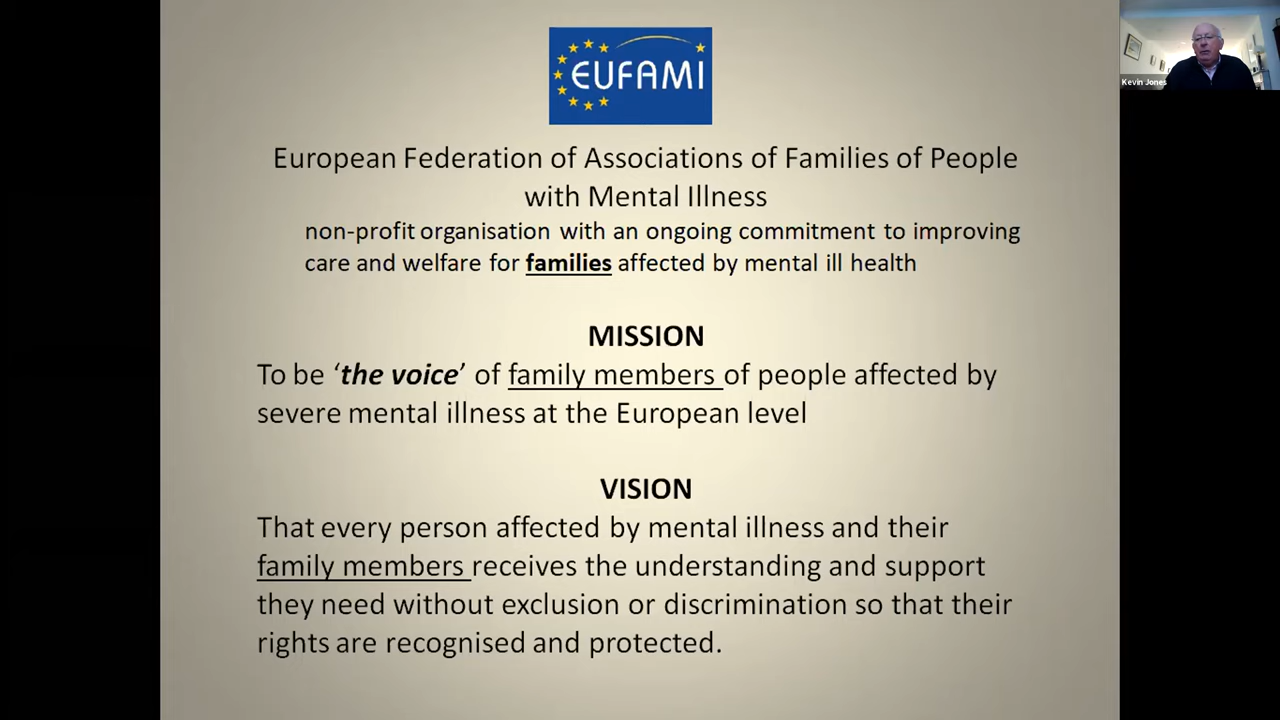 EUFAMI
Kevin Jones
European Federation of Associations of Families of People
with Mental Illness
non-profit organisation with an ongoing commitment to improving
care and welfare for families affected by mental ill health
MISSION
To be ‘the voice’ of family members of people affected by
severe mental illness at the European level
VISION
That every person affected by mental illness and their
family members receives the understanding and support
they need without exclusion or discrimination so that their
rights are recognised and protected.